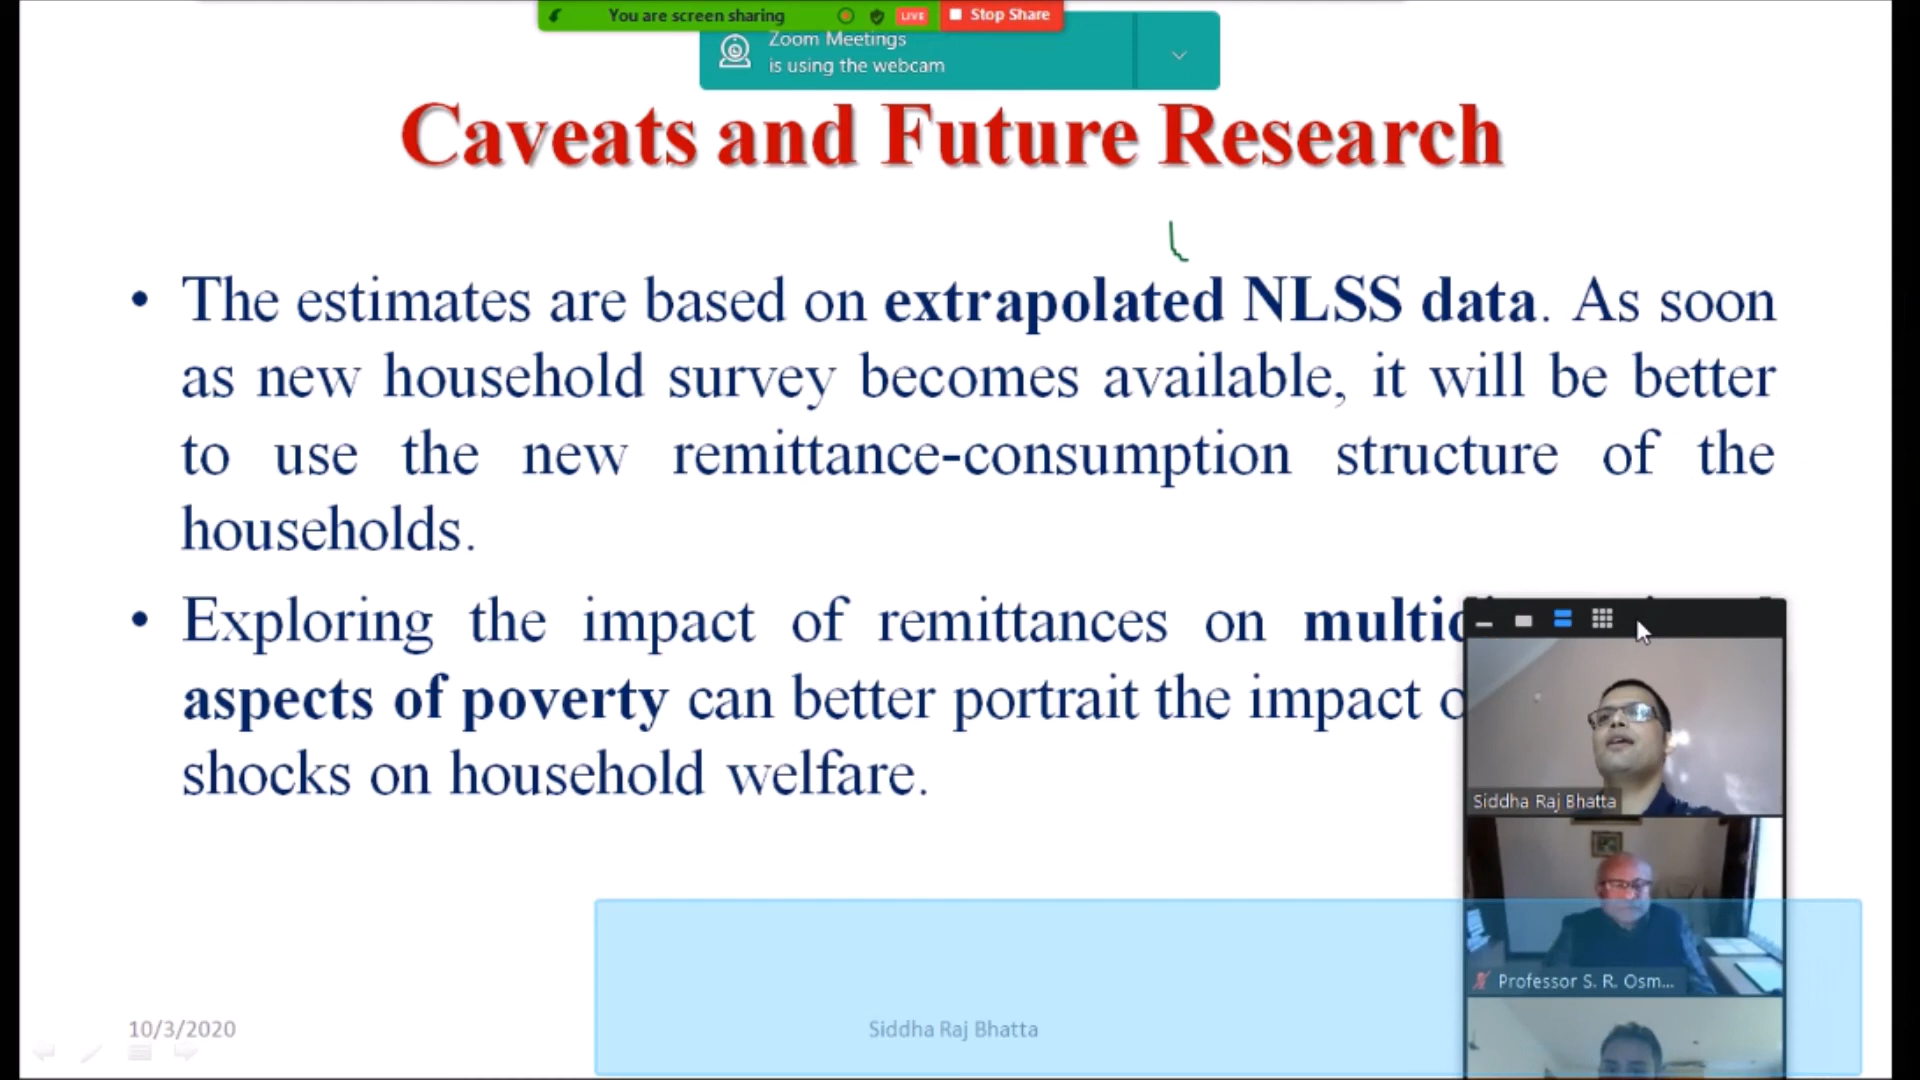 You are screen sharing LIVE Stop Share
Zoom Meetings
is using the webcam
Caveats and Future Research
• The estimates are based on extrapolated NLSS data. As soon
as new household survey becomes available, it will be better
to use the new remittance-consumption structure of the
households.
• Exploring the impact of remittances on
aspects of poverty can better portrait the impact
shocks on household welfare.
Siddha Raj Bhatta
Professor S. R. Osm...
10/3/2020
Siddha Raj Bhatta